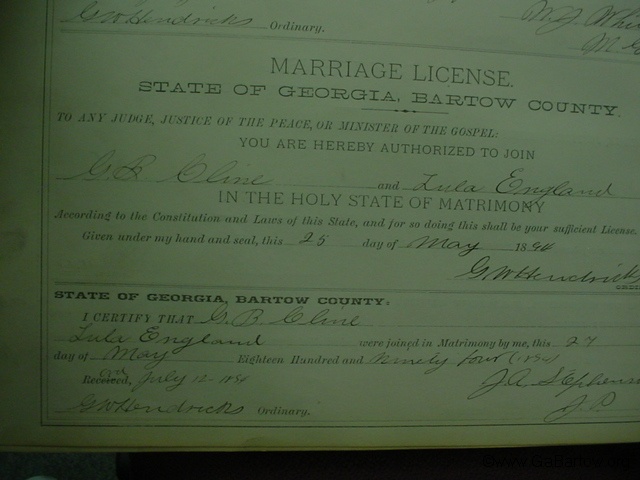 G W Hendricks Ordinary. W. J. Whi
M G
MARRIAGE LICENSE.
STATE OF GEORGIA, BARTOW COUNTY.
TO ANY JUDGE, JUSTICE OF THE PEACE, OR MINISTER OF THE GOSPEL:
YOU ARE HEREBY AUTHORIZED TO JOIN
G B Cline and Lula England
IN THE HOLY STATE OF MATRIMONY
According to the Constitution and Laws of this State, and for so doing this shall be your sufficient License.
Given under my hand and seal, this 25 day of May 1894
G W Hendricks
STATE OF GEORGIA, BARTOW COUNTY:
I CERTIFY THAT G. B Cline
Lula England were joined in Matrimony by me, this 27
day of May Eighteen Hundred and ninety four (1894
Received, July 12 1894 J. A. Stephens
G W Hendricks Ordinary. J. P